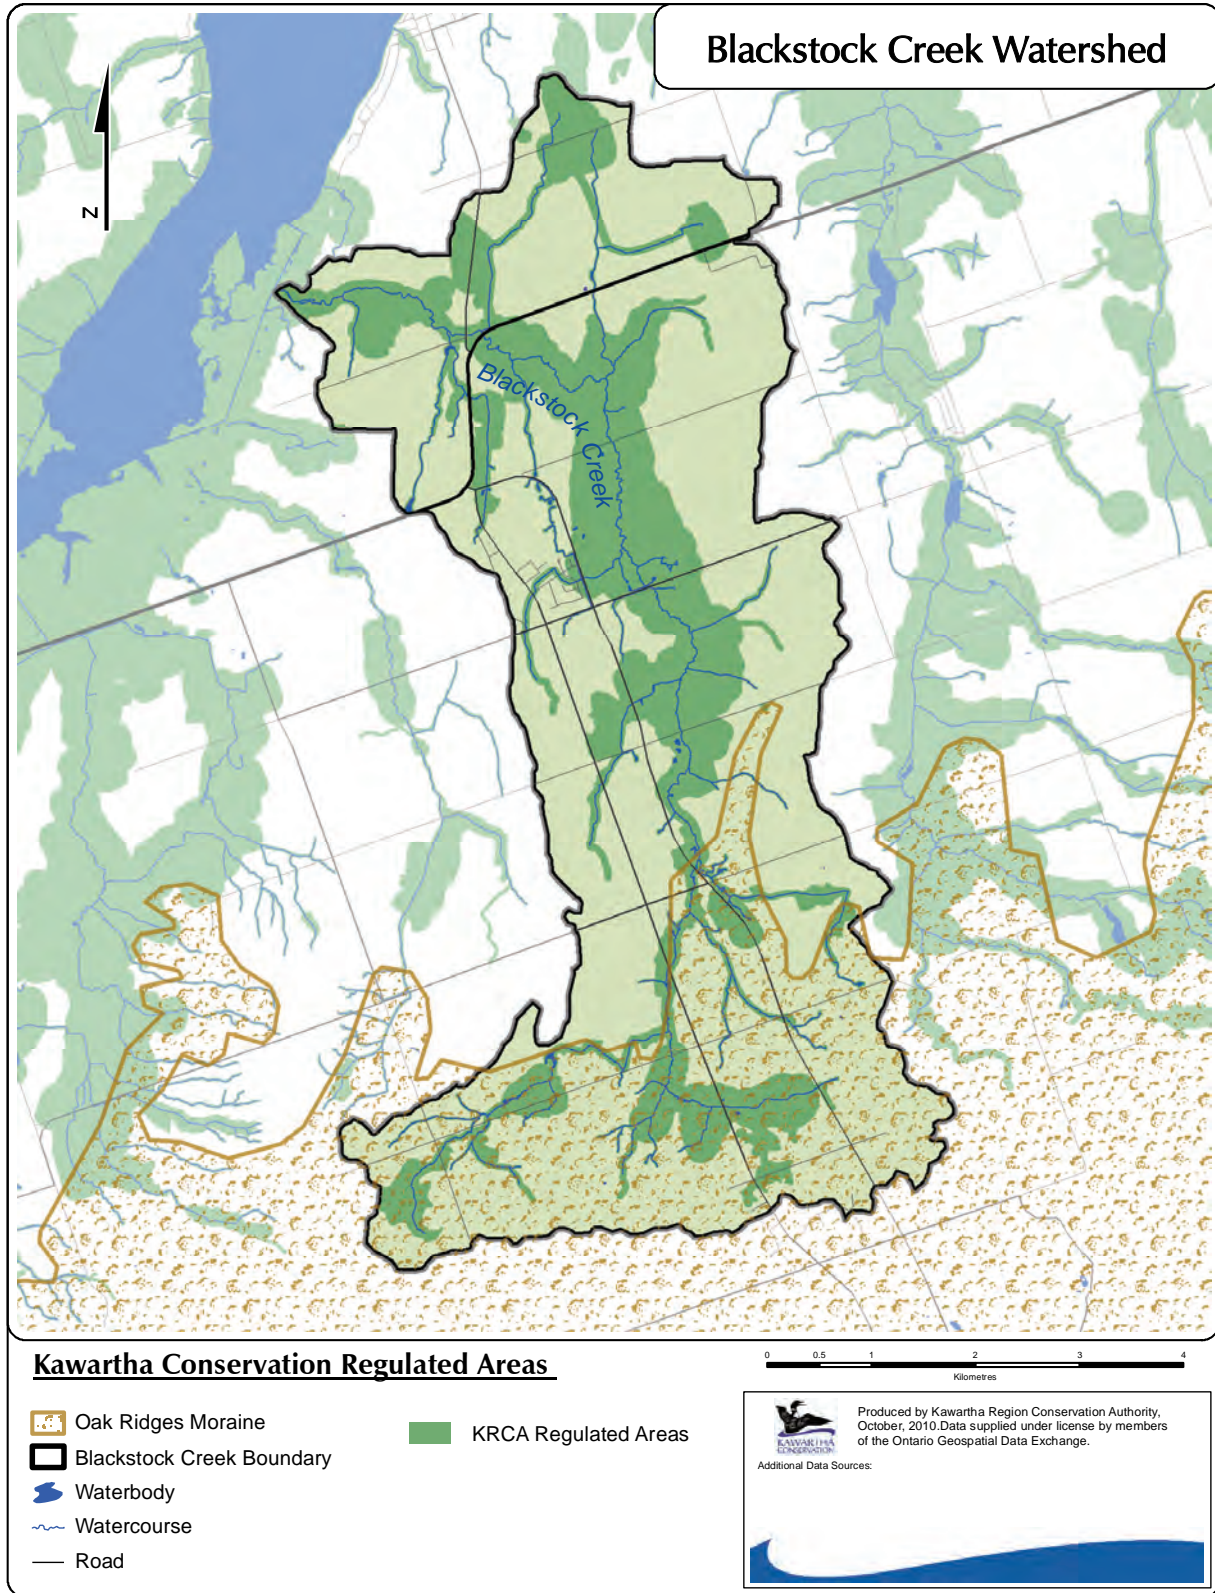 Blackstock Creek Watershed
N
Blackstock Creek
Kawartha Conservation Regulated Areas
Oak Ridges Moraine
Blackstock Creek Boundary
Waterbody
Watercourse
Road
KRCA Regulated Areas
0 0.5 1 2 3 4
Kilometres
KAWARTHA
CONSERVATION
Produced by Kawartha Region Conservation Authority,
October, 2010.Data supplied under license by members
of the Ontario Geospatial Data Exchange.
Additional Data Sources: